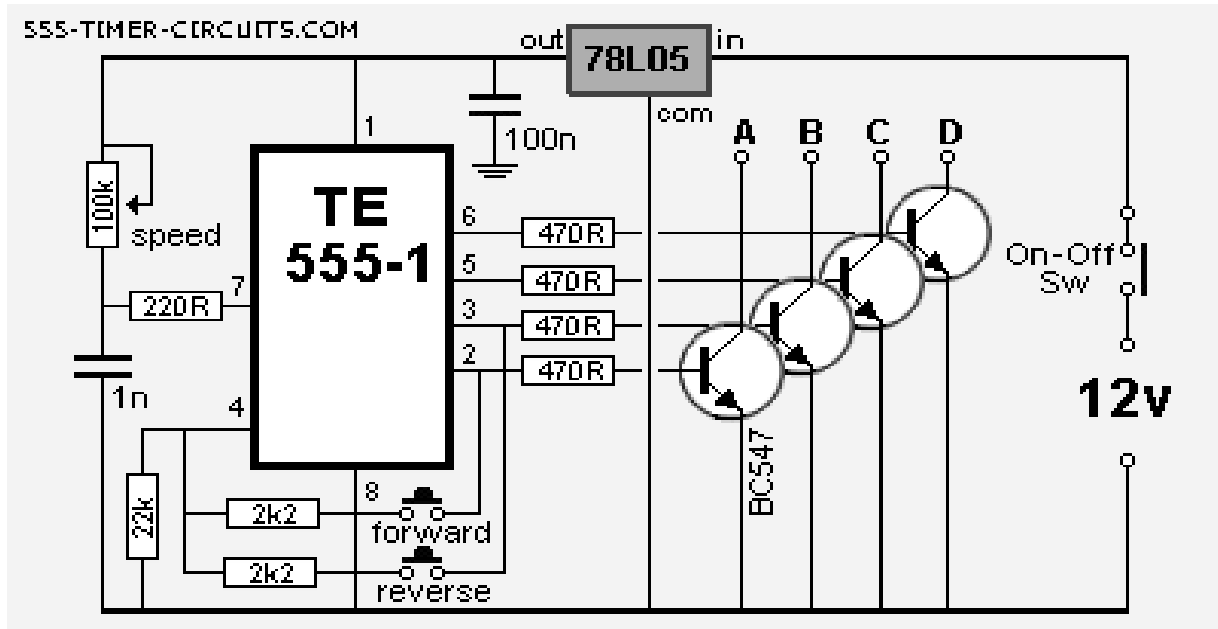 555-TIMER-CIRCUITS.COM
out
78L05
in
com
1
100n
A B C D
100k
speed
TE
555-1
6
470R
5
470R
3
470R
2
470R
7
220R
On-Off
Sw
1n
4
12v
BC547
8
22k
2k2
forward
2k2
reverse